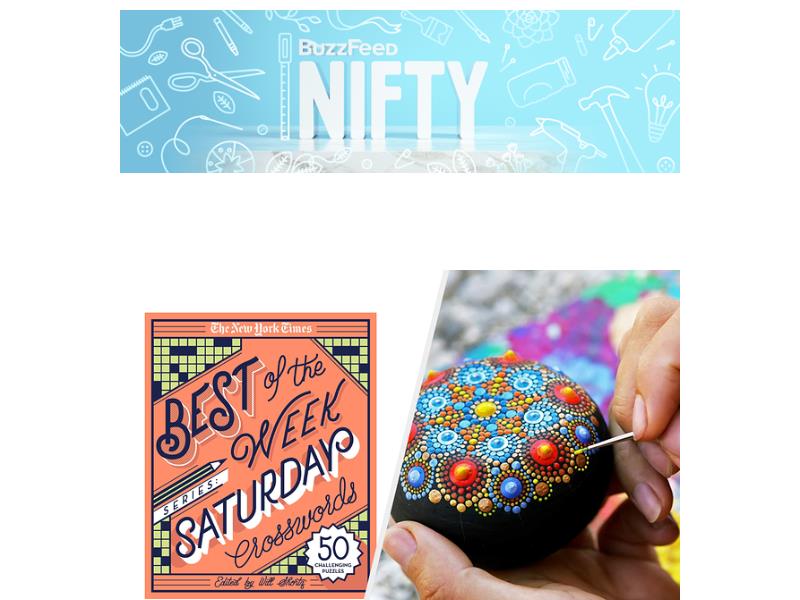 BuzzFeed
NIFTY
The New York Times
BEST of the
WEEK
SERIES:
SATURDAY
Crosswords
50
CHALLENGING
PUZZLES
Edited by Will Shortz